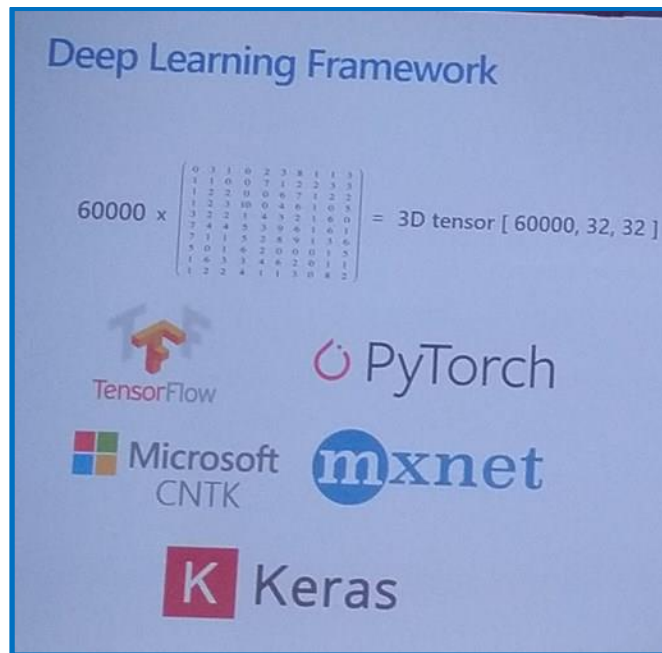 Deep Learning Framework
60000 x = 3D tensor [ 60000, 32, 32 ]
TensorFlow
PyTorch
Microsoft
CNTK
mxnet
K Keras